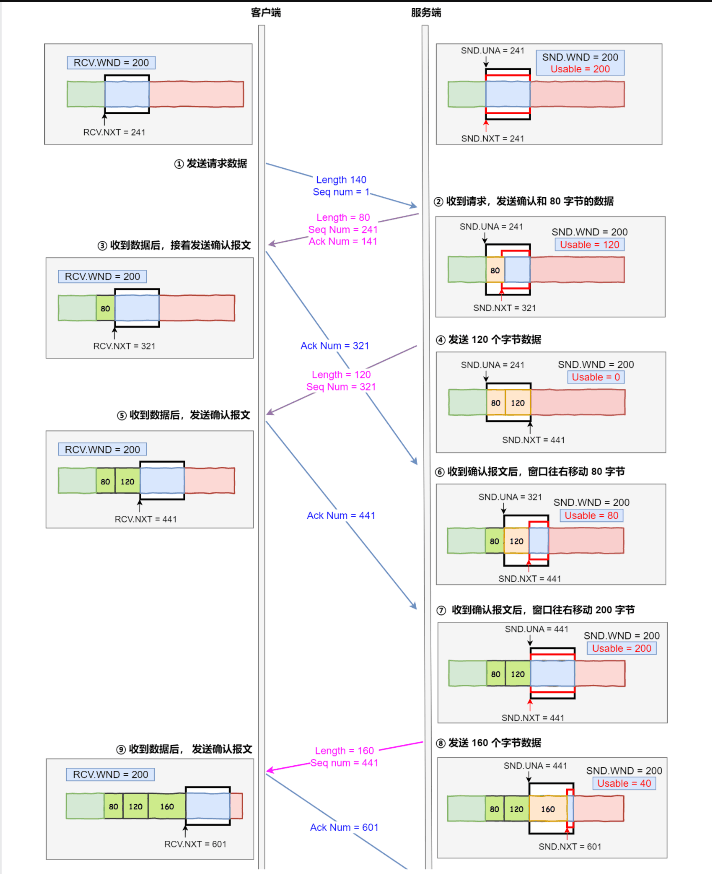 客户端
服务端
RCV.WND = 200
RCV.NXT = 241
SND.UNA = 241
SND.WND = 200
Usable = 200
SND.NXT = 241
① 发送请求数据
Length 140
Seq num = 1
② 收到请求，发送确认和 80 字节的数据
Length = 80
Seq Num = 241
Ack Num = 141
SND.UNA = 241
SND.WND = 200
Usable = 120
80
SND.NXT = 321
③ 收到数据后，接着发送确认报文
RCV.WND = 200
80
RCV.NXT = 321
Ack Num = 321
④ 发送 120 个字节数据
Length = 120
Seq Num = 321
SND.UNA = 241
SND.WND = 200
Usable = 0
80 120
SND.NXT = 441
⑤ 收到数据后，发送确认报文
RCV.WND = 200
80 120
RCV.NXT = 441
Ack Num = 441
⑥ 收到确认报文后，窗口往右移动 80 字节
SND.UNA = 321
SND.WND = 200
Usable = 80
80 120
SND.NXT = 441
⑦ 收到确认报文后，窗口往右移动 200 字节
SND.UNA = 441
SND.WND = 200
Usable = 200
80 120
SND.NXT = 441
⑧ 发送 160 个字节数据
Length = 160
Seq num = 441
SND.UNA = 441
SND.WND = 200
Usable = 40
80 120 160
SND.NXT = 601
⑨ 收到数据后， 发送确认报文
RCV.WND = 200
80 120 160
RCV.NXT = 601
Ack Num = 601